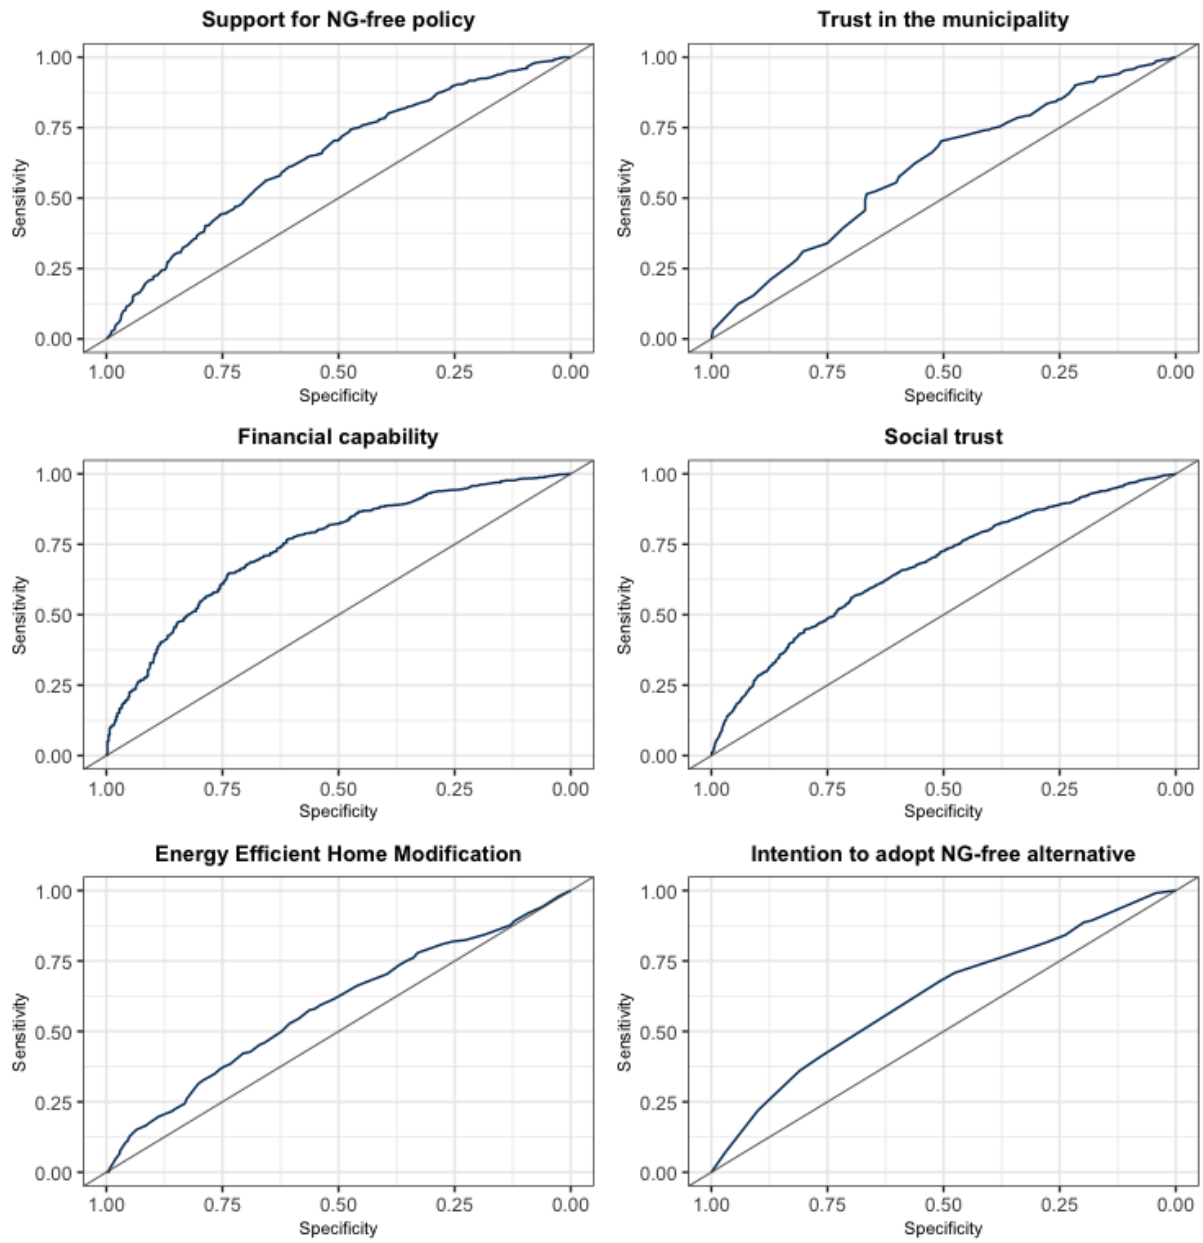 Support for NG-free policy
1.00
0.75
0.50
0.25
0.00
Sensitivity
1.00 0.75 0.50 0.25 0.00
Specificity
Trust in the municipality
1.00
0.75
0.50
0.25
0.00
Sensitivity
1.00 0.75 0.50 0.25 0.00
Specificity
Financial capability
1.00
0.75
0.50
0.25
0.00
Sensitivity
1.00 0.75 0.50 0.25 0.00
Specificity
Social trust
1.00
0.75
0.50
0.25
0.00
Sensitivity
1.00 0.75 0.50 0.25 0.00
Specificity
Energy Efficient Home Modification
1.00
0.75
0.50
0.25
0.00
Sensitivity
1.00 0.75 0.50 0.25 0.00
Specificity
Intention to adopt NG-free alternative
1.00
0.75
0.50
0.25
0.00
Sensitivity
1.00 0.75 0.50 0.25 0.00
Specificity